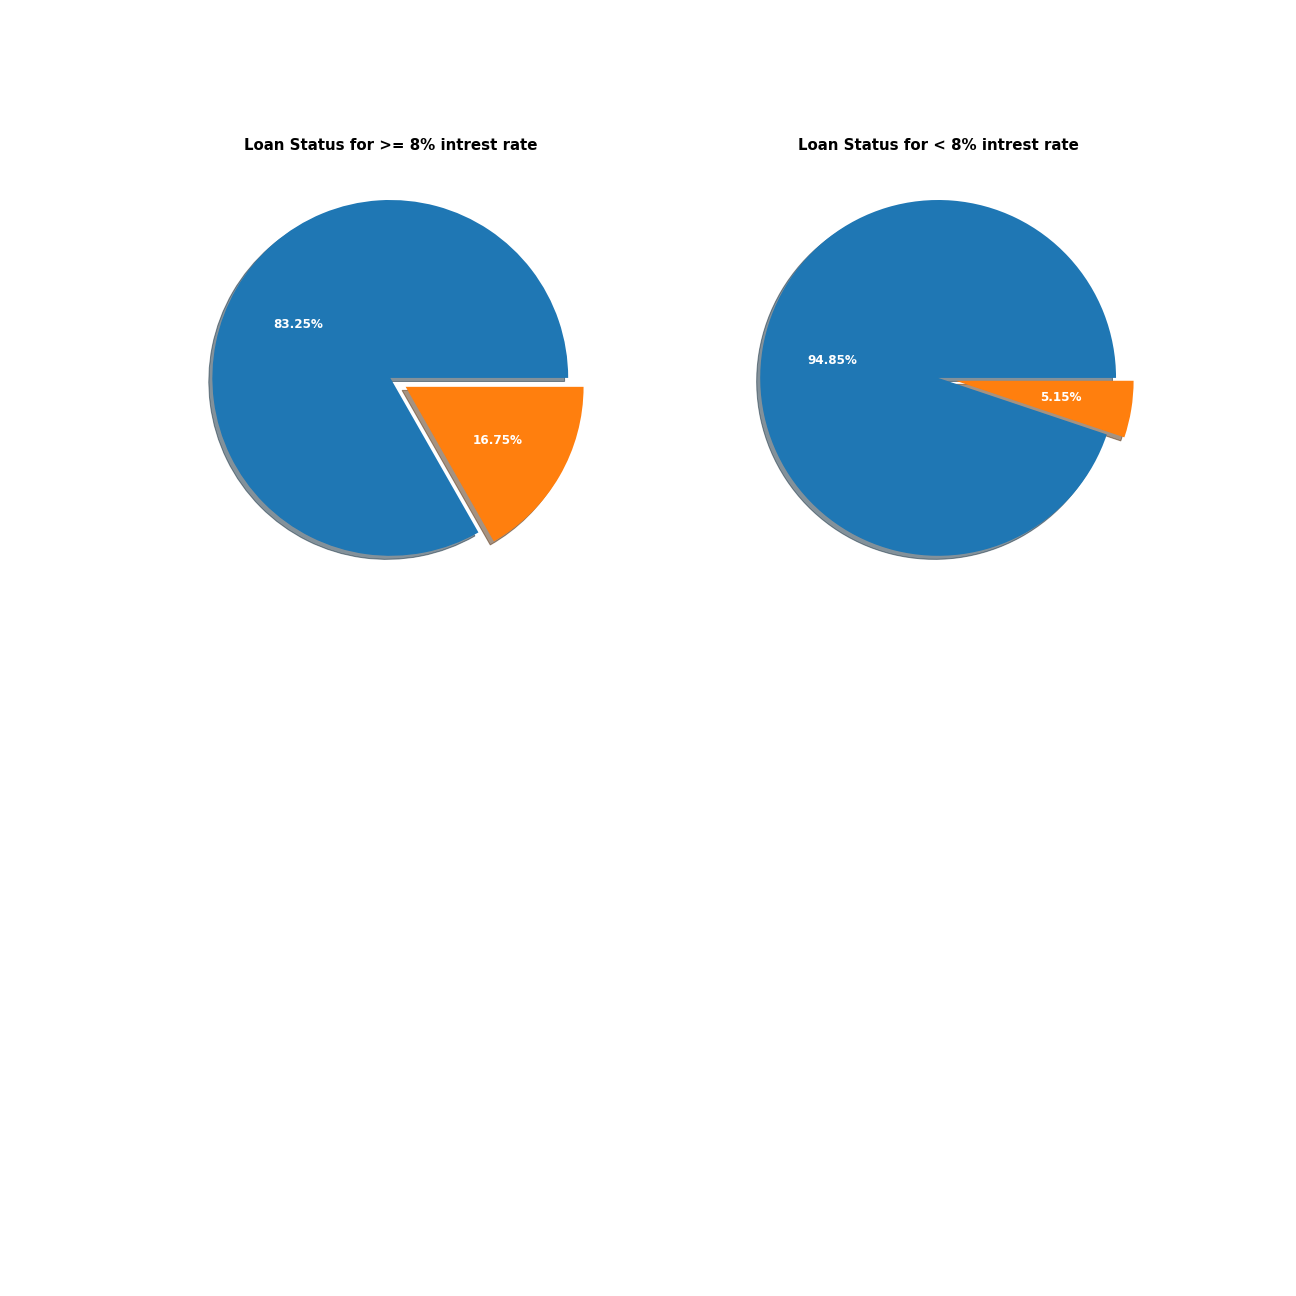 Loan Status for >= 8% intrest rate
83.25%
16.75%
Loan Status for < 8% intrest rate
94.85%
5.15%